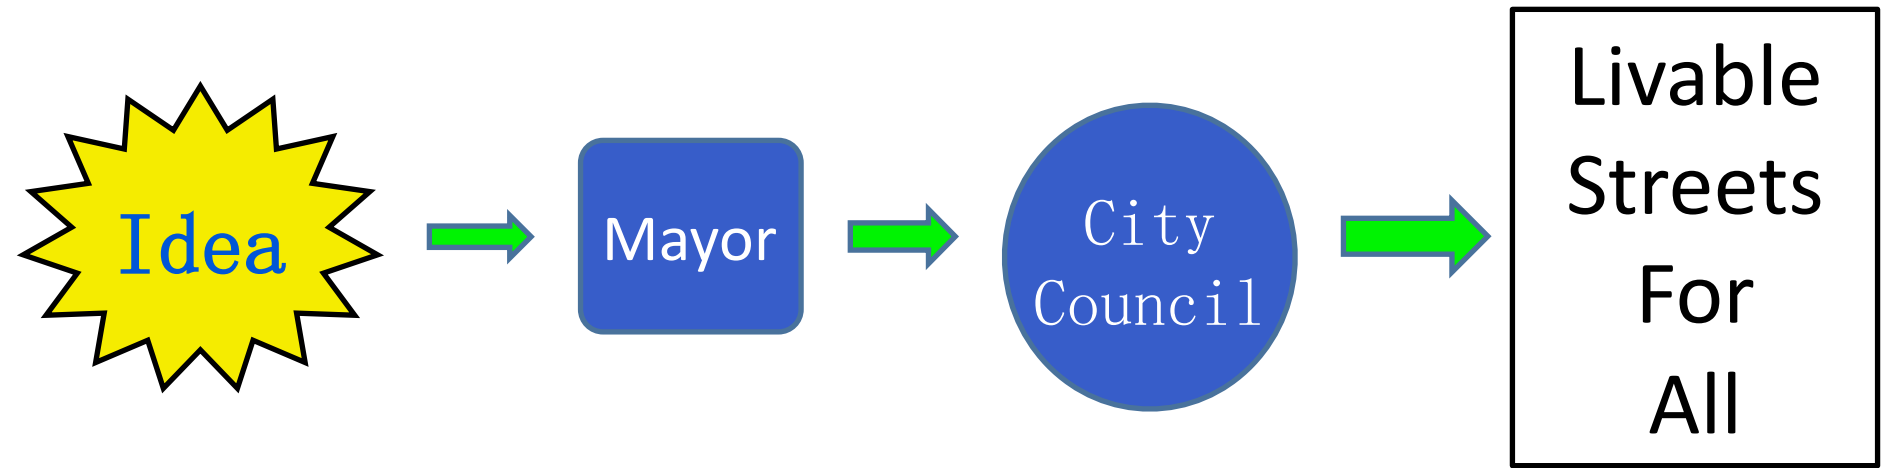 Idea
Mayor
City
Council
Livable
Streets
For
All